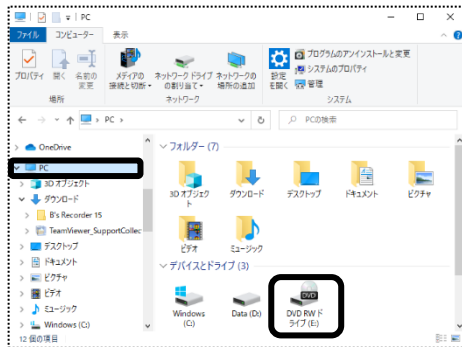 PC
ファイル コンピューター 表示
プロパティ 開く 名前の変更 メディアの接続と切断 ネットワーク ドライブの割り当て ネットワークの場所の追加 設定を開く
プログラムのアンインストールと変更
システムのプロパティ
管理
場所 ネットワーク システム
PC PCの検索
OneDrive
PC
3D オブジェクト
ダウンロード
B's Recorder 15
TeamViewer_SupportCollec
デスクトップ
ドキュメント
ピクチャ
ビデオ
ミュージック
Windows (C:)
フォルダー (7)
3D オブジェクト ダウンロード デスクトップ ドキュメント ピクチャ
ビデオ ミュージック
デバイスとドライブ (3)
Windows (C:) Data (D:) DVD RW ドライブ (E:)
DVD
12 個の項目